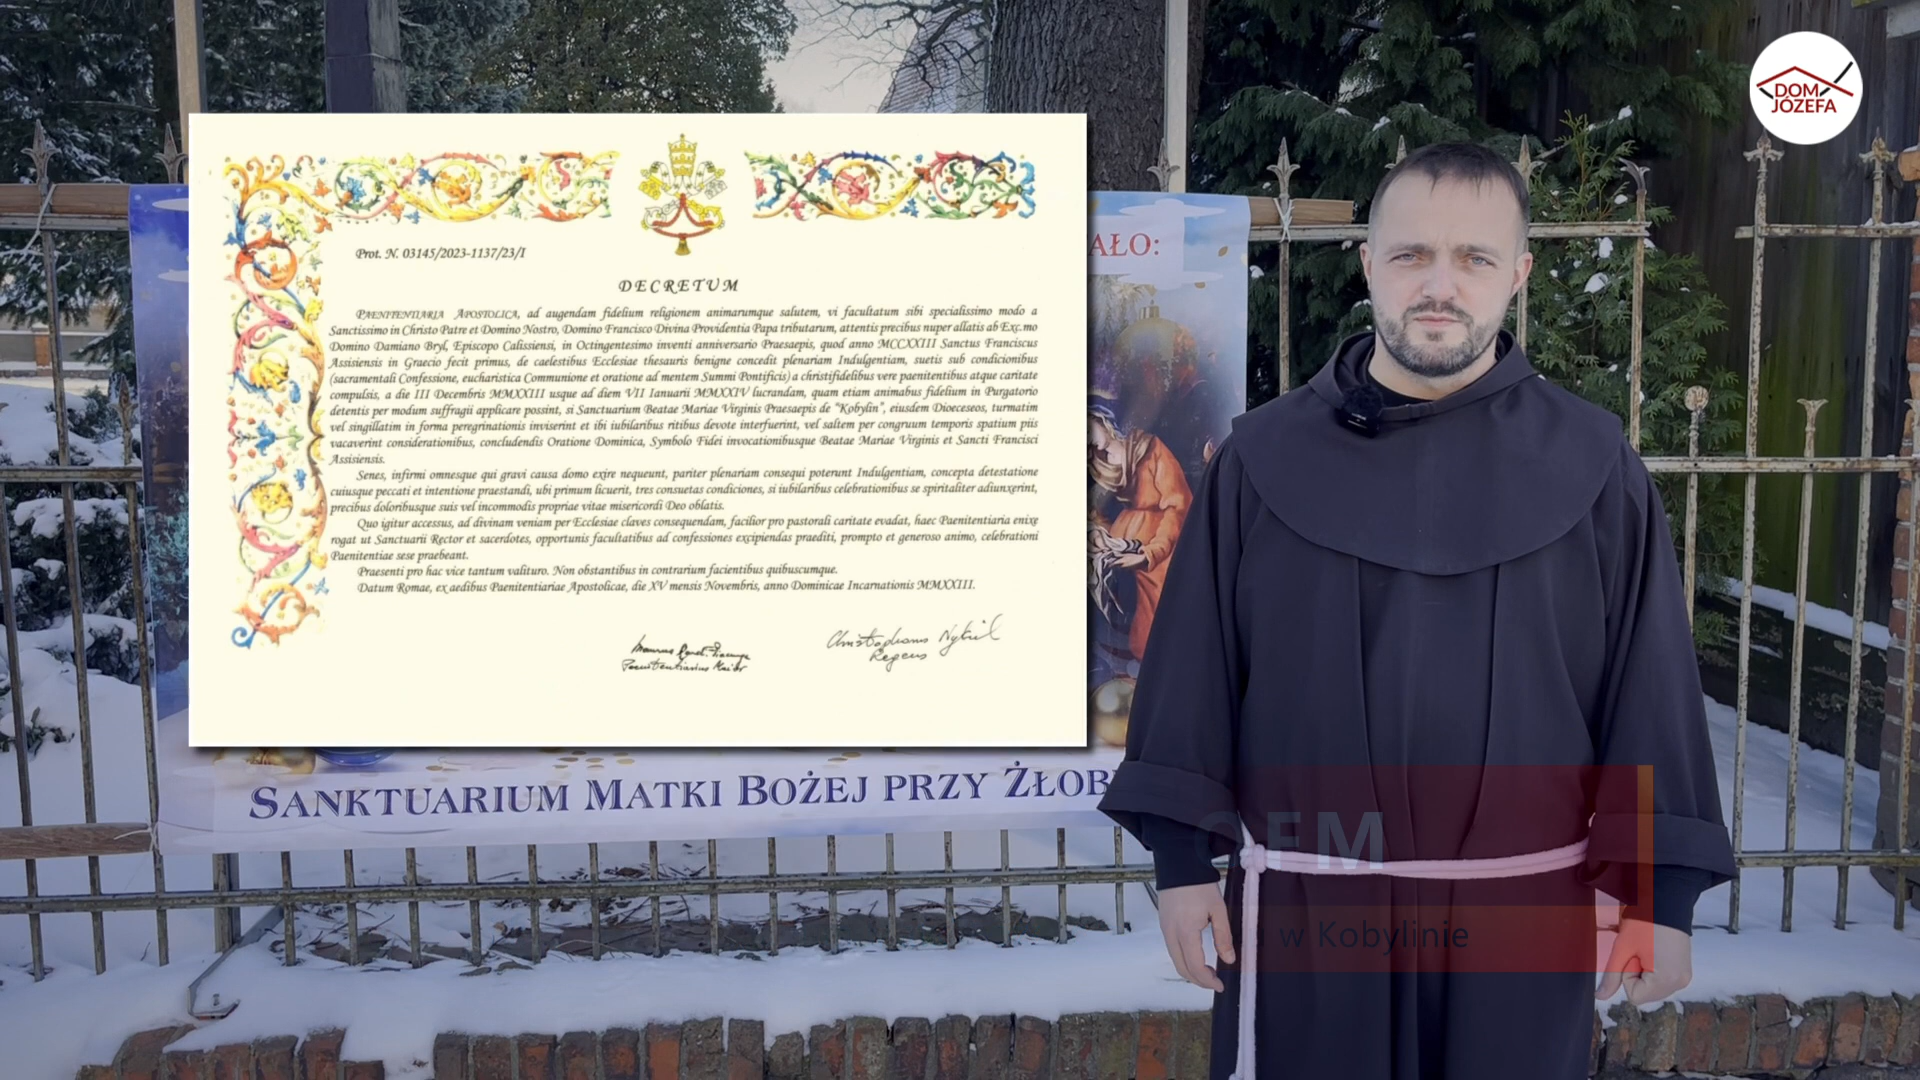 DOM
JÓZEFA
AŁO:
Prot. N. 03145/2023-1137/23/I
DECRETUM
PAENITENTIARIA APOSTOLICA, ad augendam fidelium religionem animarumque salutem, vi facultatum sibi specialissimo modo a
Sanctissimo in Christo Patre et Domino Nostro, Domino Francisco Divina Providentia Papa tributarum, attentis precibus nuper allatis ab Exc.mo
Domino Damiano Bryl, Episcopo Calissiensi, in Octingentesimo inventi anniversario Praesaepis, quod anno MCCXXIII Sanctus Franciscus
Assisiensis in Graecio fecit primus, de caelestibus Ecclesiae thesauris benigne concedit plenariam Indulgentiam, suetis sub condicionibus
(sacramentali Confessione, eucharistica Communione et oratione ad mentem Summi Pontificis) a christifidelibus vere paenitentibus atque caritate
compulsis, a die III Decembris MMXXIII usque ad diem VII Ianuarii MMXXIV lucrandam, quam etiam animabus fidelium in Purgatorio
detentis per modum suffragii applicare possint, si Sanctuarium Beatae Mariae Virginis Praesaepis de "Kobylin", eiusdem Dioeceseos, turmatim
vel singillatim in forma peregrinationis inviserint et ibi iubilaribus ritibus devote interfuerint, vel saltem per congruum temporis spatium piis
vacaverint considerationibus, concludendis Oratione Dominica, Symbolo Fidei invocationibusque Beatae Mariae Virginis et Sancti Francisci
Assisiensis.
Senes, infirmi omnesque qui gravi causa domo exire nequeunt, pariter plenariam consequi poterunt Indulgentiam, concepta detestatione
cuiusque peccati et intentione praestandi, ubi primum licuerit, tres consuetas condiciones, si iubilaribus celebrationibus se spiritaliter adiunxerint,
precibus doloribusque suis vel incommodis propriae vitae misericordi Deo oblatis.
Quo igitur accessus, ad divinam veniam per Ecclesiae claves consequendam, facilior pro pastorali caritate evadat, haec Paenitentiaria enixe
rogat ut Sanctuarii Rector et sacerdotes, opportunis facultatibus ad confessiones excipiendas praediti, prompto et generoso animo, celebrationi
Paenitentiae sese praebeant.
Praesenti pro hac vice tantum valituro. Non obstantibus in contrarium facientibus quibuscumque.
Datum Romae, ex aedibus Paenitentiariae Apostolicae, die XV mensis Novembris, anno Dominicae Incarnationis MMXXIII.
Christophorus Nykiel
Regens
Paenitentiarius Maior
SANKTUARIUM MATKI BOŻEJ PRZY ŻŁOB
OFM
w Kobylinie